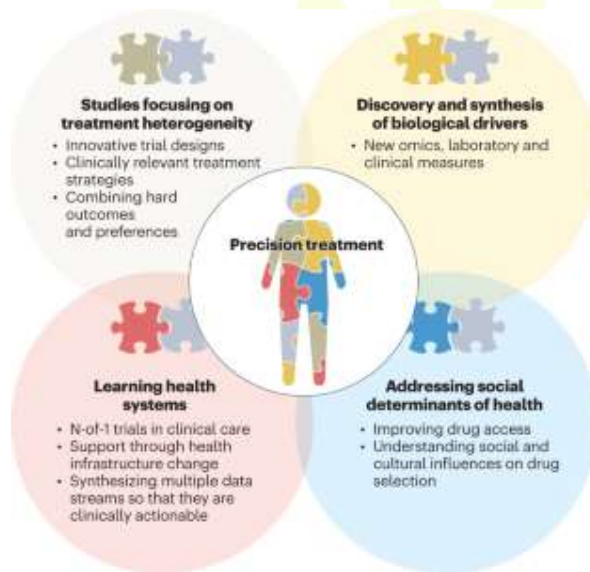 Studies focusing on
treatment heterogeneity
• Innovative trial designs
• Clinically relevant treatment
strategies
• Combining hard
outcomes
and preferences
Discovery and synthesis
of biological drivers
• New omics, laboratory and
clinical measures
Precision treatment
Learning health
systems
• N-of-1 trials in clinical care
• Support through health
infrastructure change
• Synthesizing multiple data
streams so that they are
clinically actionable
Addressing social
determinants of health
• Improving drug access
• Understanding social and
cultural influences on drug
selection